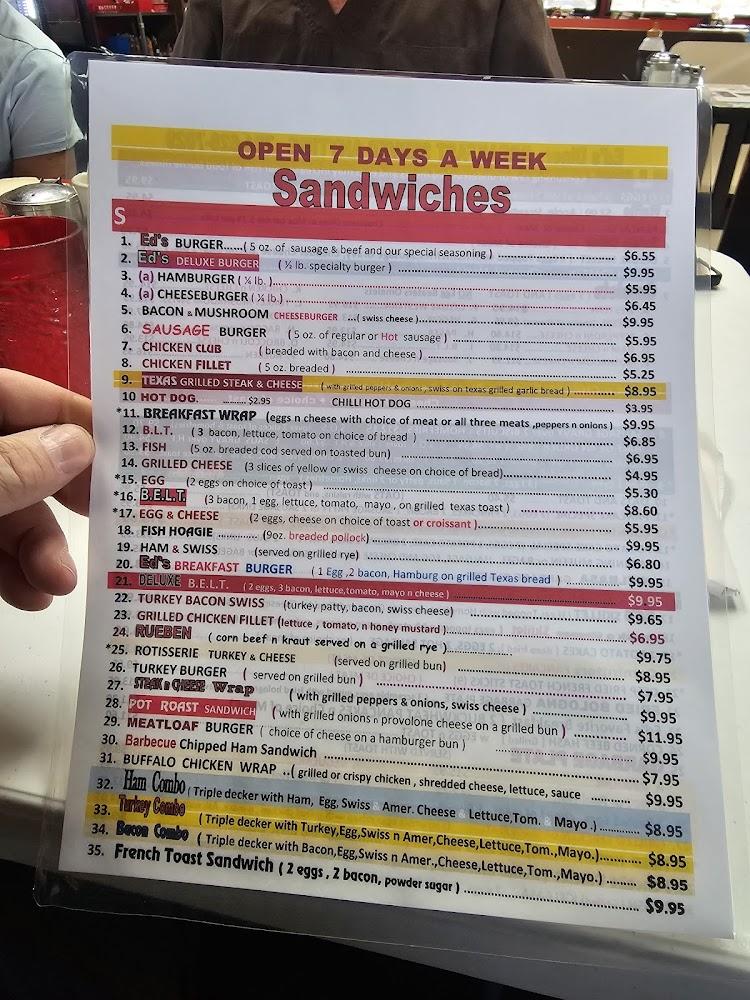 OPEN 7 DAYS A WEEK
Sandwiches
S
1. Ed's BURGER......( 5 oz. of sausage & beef and our special seasoning ) $6.55
2. Ed's DELUXE BURGER ( ½ lb. specialty burger ) $9.95
3. (a) HAMBURGER ( ¼ lb.) $5.95
4. (a) CHEESEBURGER ( ¼ lb.) $6.45
5. BACON & MUSHROOM CHEESEBURGER ...( swiss cheese ) $9.95
6. SAUSAGE BURGER ( 5 oz. of regular or Hot sausage ) $5.95
7. CHICKEN CLUB ( breaded with bacon and cheese ) $6.95
8. CHICKEN FILLET ( 5 oz. breaded ) $5.25
9. TEXAS GRILLED STEAK & CHEESE ( with grilled peppers & onions , swiss on texas grilled garlic bread ) $8.95
10 HOT DOG $2.95 CHILLI HOT DOG $3.95
*11. BREAKFAST WRAP (eggs n cheese with choice of meat or all three meats ,peppers n onions ) $9.95
12. B.L.T. ( 3 bacon, lettuce, tomato on choice of bread ) $6.85
13. FISH (5 oz. breaded cod served on toasted bun) $6.95
14. GRILLED CHEESE (3 slices of yellow or swiss cheese on choice of bread) $4.95
*15. EGG (2 eggs on choice of toast ) $5.30
*16. B.E.L.T. (3 bacon, 1 egg, lettuce, tomato, mayo , on grilled texas toast ) $8.60
*17. EGG & CHEESE (2 eggs, cheese on choice of toast or croissant ) $5.95
18. FISH HOAGIE (9oz. breaded pollock) $9.95
19. HAM & SWISS (served on grilled rye) $6.80
20. Ed's BREAKFAST BURGER ( 1 Egg ,2 bacon, Hamburg on grilled Texas bread ) $9.95
21. DELUXE B.E.L.T. ( 2 eggs, 3 bacon, lettuce,tomato, mayo n cheese ) $9.95
22. TURKEY BACON SWISS (turkey patty, bacon, swiss cheese) $9.65
23. GRILLED CHICKEN FILLET (lettuce , tomato, n honey mustard ) $6.95
24. RUEBEN ( corn beef n kraut served on a grilled rye ) $9.75
*25. ROTISSERIE TURKEY & CHEESE (served on grilled bun) $8.95
26. TURKEY BURGER ( served on grilled bun ) $7.95
27. STEAK n CHEESE Wrap ( with grilled peppers & onions, swiss cheese ) $9.95
28. POT ROAST SANDWICH ( with grilled onions n provolone cheese on a grilled bun ) $11.95
29. MEATLOAF BURGER ( choice of cheese on a hamburger bun ) $9.95
30. Barbecue Chipped Ham Sandwich $7.95
31. BUFFALO CHICKEN WRAP ..( grilled or crispy chicken , shredded cheese, lettuce, sauce $9.95
32. Ham Combo (Triple decker with Ham, Egg, Swiss & Amer. Cheese & Lettuce,Tom. & Mayo .) $8.95
33. Turkey Combo (Triple decker with Turkey,Egg,Swiss n Amer,Cheese,Lettuce,Tom.,Mayo.) $8.95
34. Bacon Combo ( Triple decker with Bacon,Egg,Swiss n Amer.,Cheese,Lettuce,Tom.,Mayo.) $8.95
35. French Toast Sandwich ( 2 eggs , 2 bacon, powder sugar ) $9.95